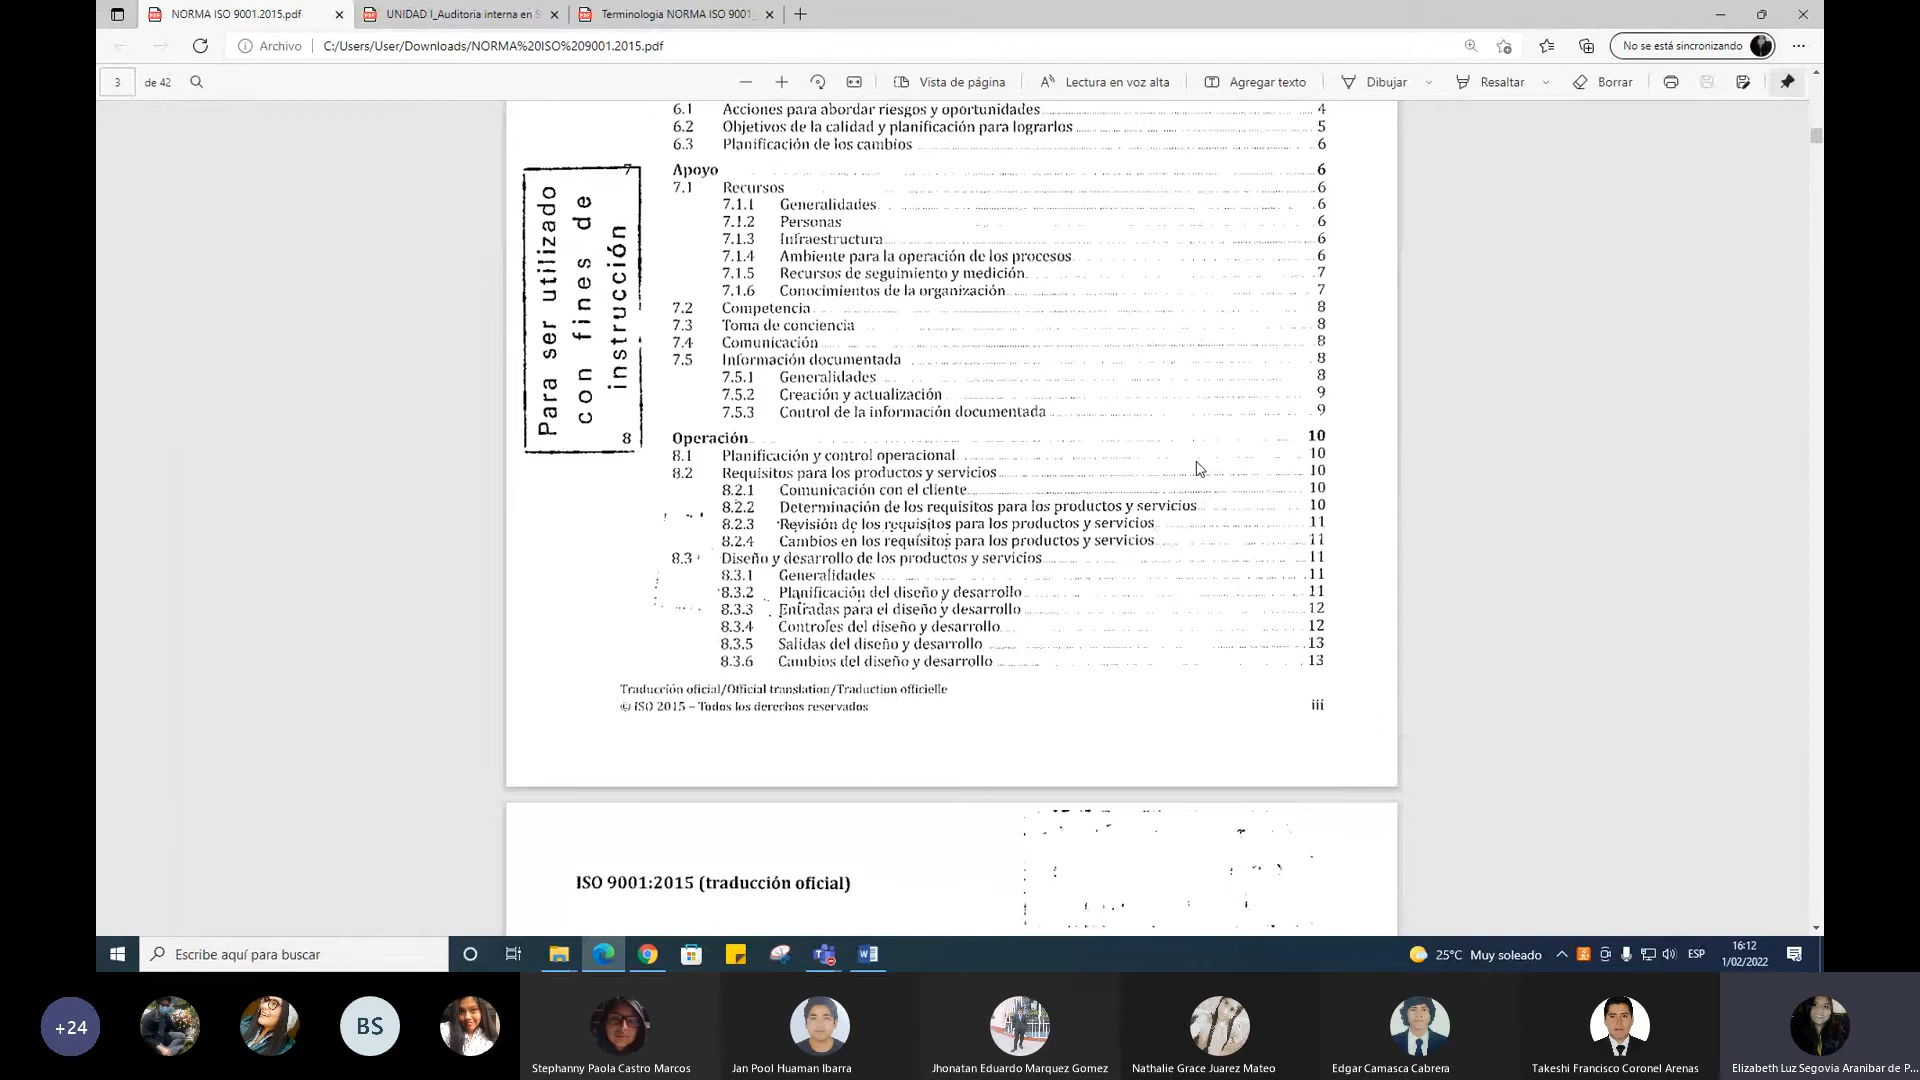 NORMA ISO 9001.2015.pdf
UNIDAD I_Auditoria interna en S
Terminologia NORMA ISO 9001_
Archivo
C:/Users/User/Downloads/NORMA%20ISO%209001.2015.pdf
No se está sincronizando
3 de 42
Vista de página
Lectura en voz alta
Agregar texto
Dibujar
Resaltar
Borrar
6.1 Acciones para abordar riesgos y oportunidades 4
6.2 Objetivos de la calidad y planificación para lograrlos 5
6.3 Planificación de los cambios 6
7 Apoyo 6
7.1 Recursos 6
7.1.1 Generalidades 6
7.1.2 Personas 6
7.1.3 Infraestructura 6
7.1.4 Ambiente para la operación de los procesos 6
7.1.5 Recursos de seguimiento y medición 7
7.1.6 Conocimientos de la organización 7
7.2 Competencia 8
7.3 Toma de conciencia 8
7.4 Comunicación 8
7.5 Información documentada 8
7.5.1 Generalidades 8
7.5.2 Creación y actualización 9
7.5.3 Control de la información documentada 9
8 Operación 10
8.1 Planificación y control operacional 10
8.2 Requisitos para los productos y servicios 10
8.2.1 Comunicación con el cliente 10
8.2.2 Determinación de los requisitos para los productos y servicios 10
8.2.3 Revisión de los requisitos para los productos y servicios 11
8.2.4 Cambios en los requisitos para los productos y servicios 11
8.3 Diseño y desarrollo de los productos y servicios 11
8.3.1 Generalidades 11
8.3.2 Planificación del diseño y desarrollo 11
8.3.3 Entradas para el diseño y desarrollo 12
8.3.4 Controles del diseño y desarrollo 12
8.3.5 Salidas del diseño y desarrollo 13
8.3.6 Cambios del diseño y desarrollo 13
Para ser utilizado
con fines de
instrucción
Traducción oficial/Official translation/Traduction officielle
© ISO 2015 – Todos los derechos reservados iii
ISO 9001:2015 (traducción oficial)
Escribe aquí para buscar
25°C Muy soleado
ESP
16:12
1/02/2022
+24
BS
Stephanny Paola Castro Marcos
Jan Pool Huaman Ibarra
Jhonatan Eduardo Marquez Gomez
Nathalie Grace Juarez Mateo
Edgar Camasca Cabrera
Takeshi Francisco Coronel Arenas
Elizabeth Luz Segovia Aranibar de P...